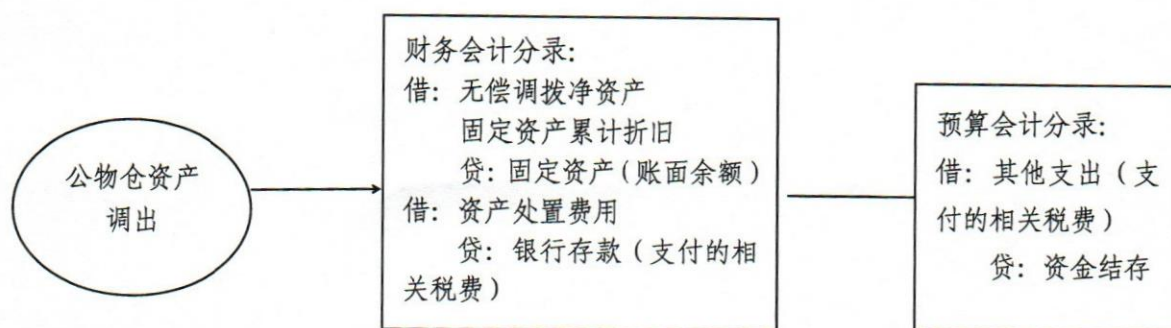 公物仓资产
调出
财务会计分录:
借: 无偿调拨净资产
固定资产累计折旧
贷: 固定资产(账面余额)
借: 资产处置费用
贷: 银行存款(支付的相
关税费)
预算会计分录:
借: 其他支出(支
付的相关税费)
贷: 资金结存